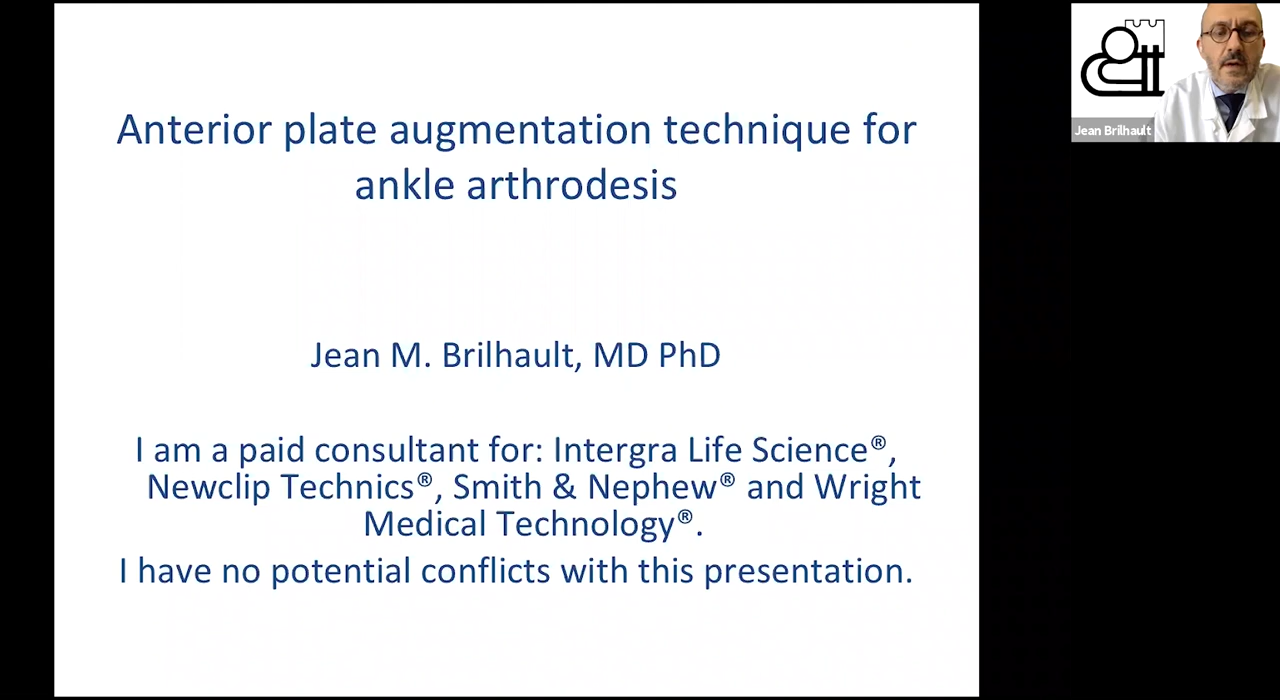 Anterior plate augmentation technique for
ankle arthrodesis
Jean M. Brilhault, MD PhD
I am a paid consultant for: Intergra Life Science®,
Newclip Technics®, Smith & Nephew® and Wright
Medical Technology®.
I have no potential conflicts with this presentation.
Jean Brilhault